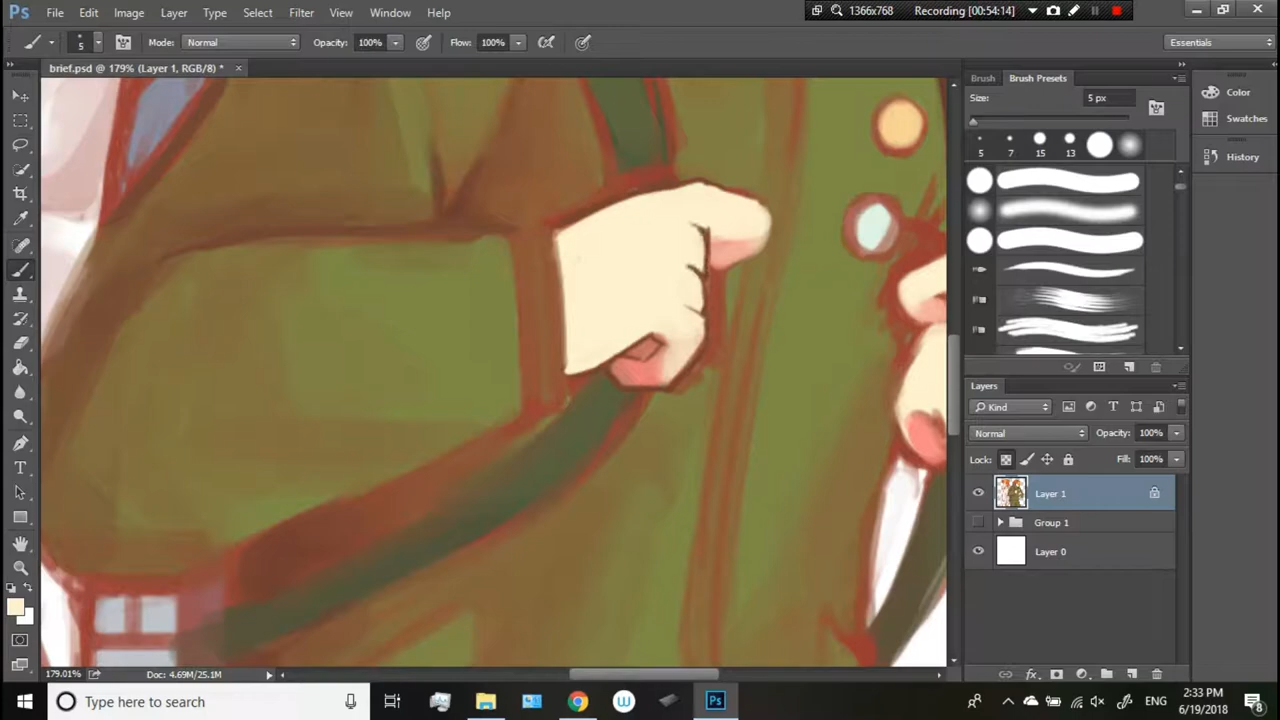 Ps File Edit Image Layer Type Select Filter View Window Help
1366x768 Recording [00:54:14]
5 Mode: Normal Opacity: 100% Flow: 100% Essentials
brief.psd @ 179% (Layer 1, RGB/8) *
Brush Brush Presets
Color
Size: 5 px
Swatches
5 7 15 13
History
Layers
Kind
Normal Opacity: 100%
Lock: Fill: 100%
Layer 1
Group 1
Layer 0
179.01% Doc: 4.69M/25.1M
Type here to search
Ps
ENG
2:33 PM
6/19/2018
8